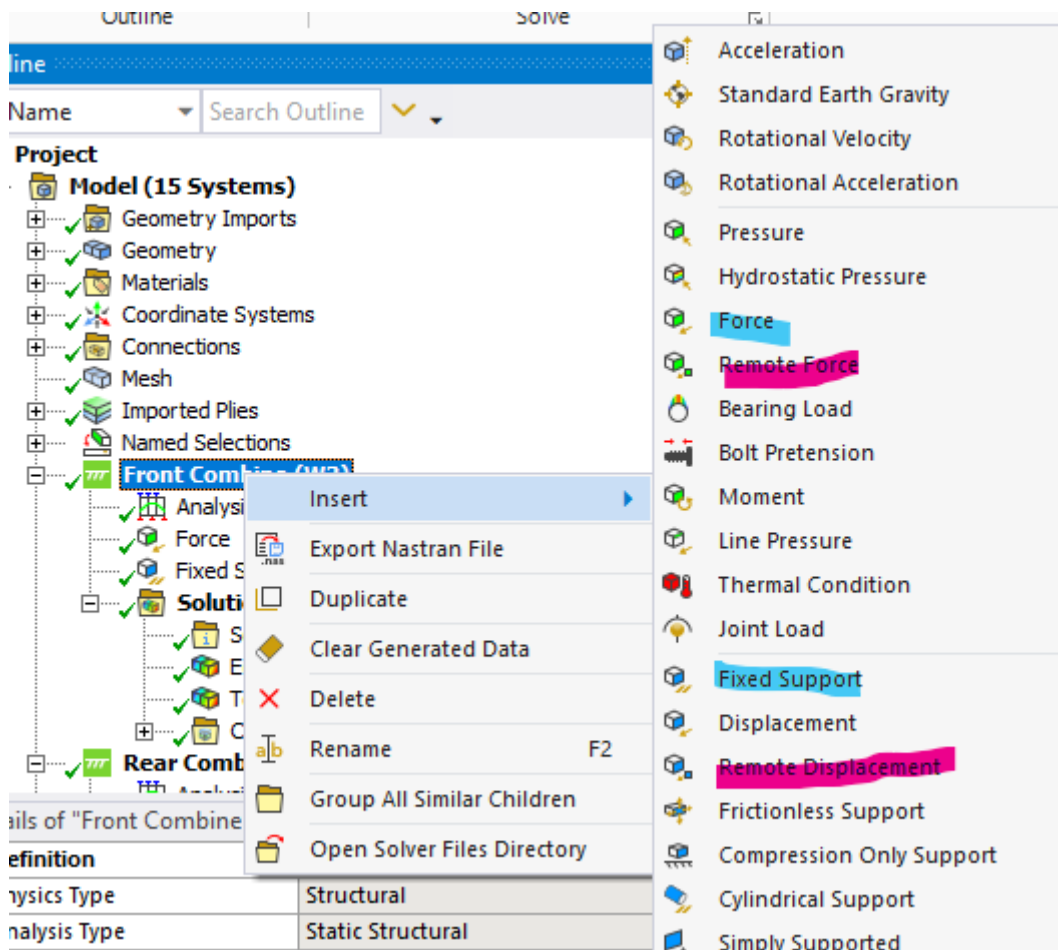 Outline
Solve
line
Name
Search Outline
Project
Model (15 Systems)
Geometry Imports
Geometry
Materials
Coordinate Systems
Connections
Mesh
Imported Plies
Named Selections
Front Combine (W2)
Analysi
Force
Fixed S
Soluti
S
E
T
C
Rear Comb
ails of "Front Combine
efinition
hysics Type
Structural
nalysis Type
Static Structural
Insert
Export Nastran File
.nas
Duplicate
Clear Generated Data
Delete
Rename
F2
Group All Similar Children
Open Solver Files Directory
Acceleration
Standard Earth Gravity
Rotational Velocity
Rotational Acceleration
Pressure
Hydrostatic Pressure
Force
Remote Force
Bearing Load
Bolt Pretension
Moment
Line Pressure
Thermal Condition
Joint Load
Fixed Support
Displacement
Remote Displacement
Frictionless Support
Compression Only Support
Cylindrical Support
Simply Supported